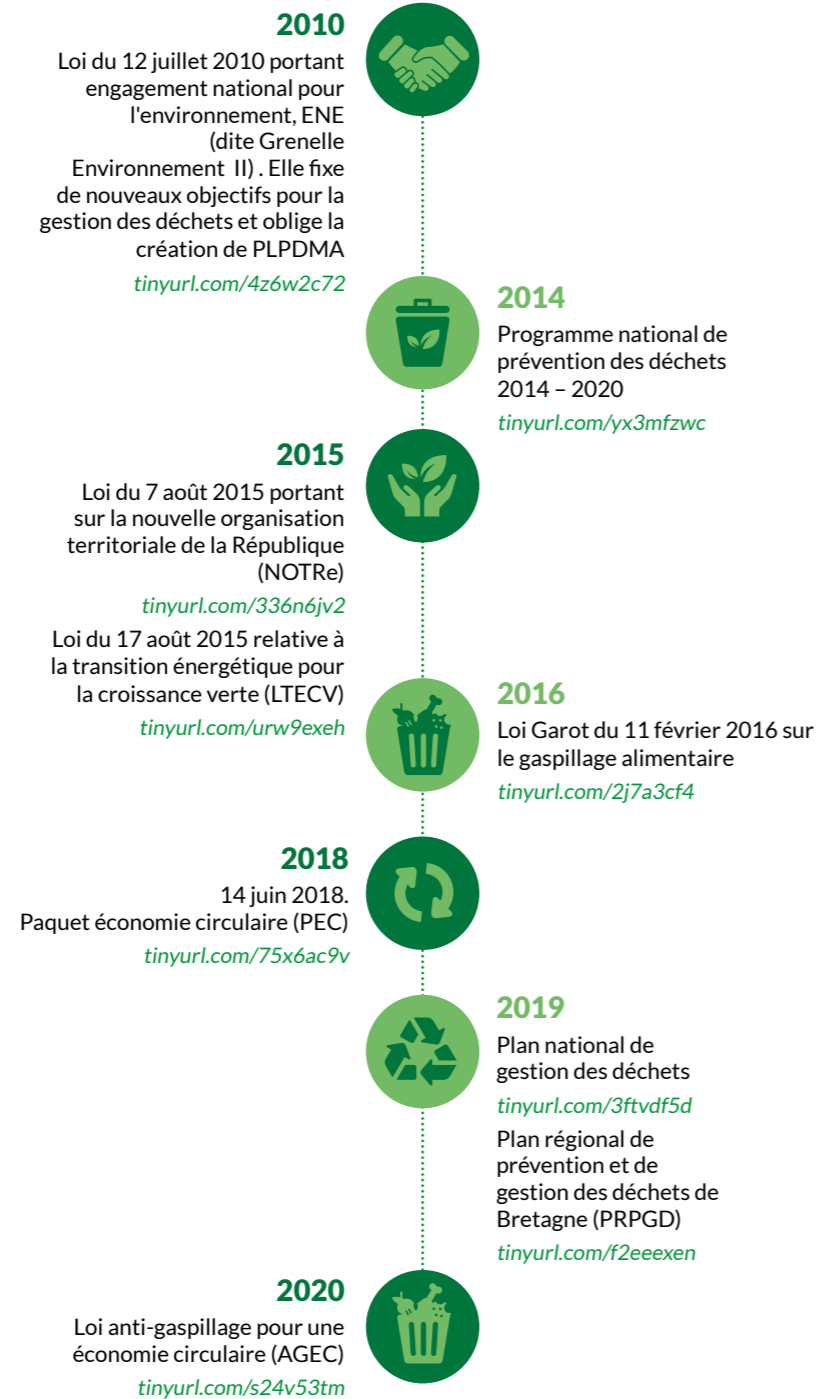 2010
Loi du 12 juillet 2010 portant
engagement national pour
l'environnement, ENE
(dite Grenelle
Environnement  II) . Elle fixe
de nouveaux objectifs pour la
gestion des déchets et oblige la
création de PLPDMA
tinyurl.com/4z6w2c72
2014
Programme national de
prévention des déchets
2014 – 2020
tinyurl.com/yx3mfzwc
2015
Loi du 7 août 2015 portant
sur la nouvelle organisation
territoriale de la République
(NOTRe)
tinyurl.com/336n6jv2
Loi du 17 août 2015 relative à
la transition énergétique pour
la croissance verte (LTECV)
tinyurl.com/urw9exeh
2016
Loi Garot du 11 février 2016 sur
le gaspillage alimentaire
tinyurl.com/2j7a3cf4
2018
14 juin 2018.
Paquet économie circulaire (PEC)
tinyurl.com/75x6ac9v
2019
Plan national de
gestion des déchets
tinyurl.com/3ftvdf5d
Plan régional de
prévention et de
gestion des déchets de
Bretagne (PRPGD)
tinyurl.com/f2eeexen
2020
Loi anti-gaspillage pour une
économie circulaire (AGEC)
tinyurl.com/s24v53tm